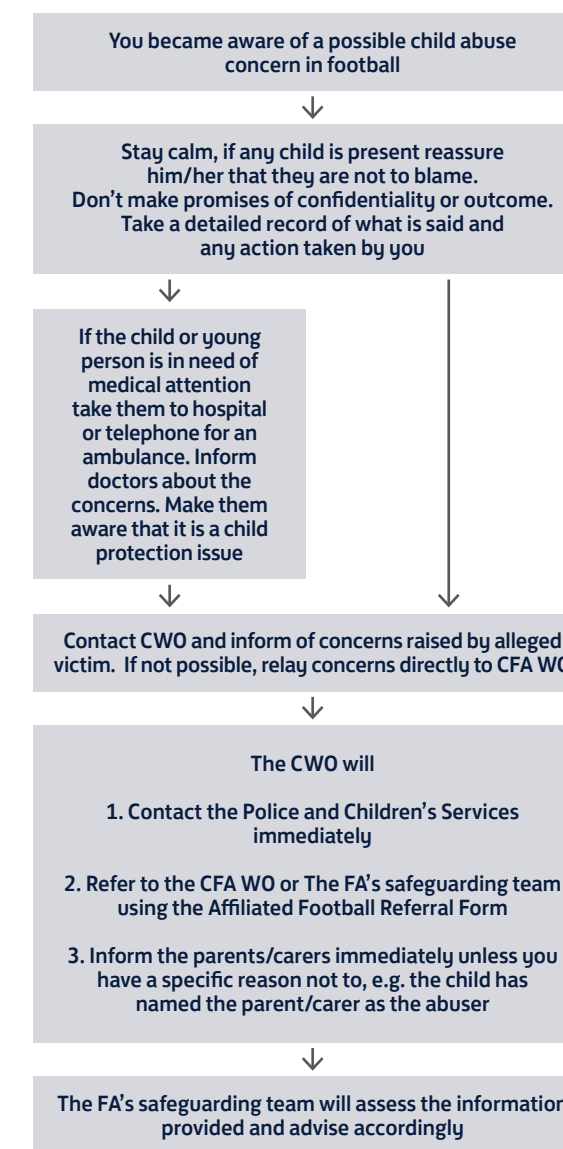 You became aware of a possible child abuse
concern in football
Stay calm, if any child is present reassure
him/her that they are not to blame.
Don't make promises of confidentiality or outcome.
Take a detailed record of what is said and
any action taken by you
If the child or young
person is in need of
medical attention
take them to hospital
or telephone for an
ambulance. Inform
doctors about the
concerns. Make them
aware that it is a child
protection issue
Contact CWO and inform of concerns raised by alleged
victim. If not possible, relay concerns directly to CFA WO
The CWO will
1. Contact the Police and Children's Services
immediately
2. Refer to the CFA WO or The FA's safeguarding team
using the Affiliated Football Referral Form
3. Inform the parents/carers immediately unless you
have a specific reason not to, e.g. the child has
named the parent/carer as the abuser
The FA's safeguarding team will assess the information
provided and advise accordingly